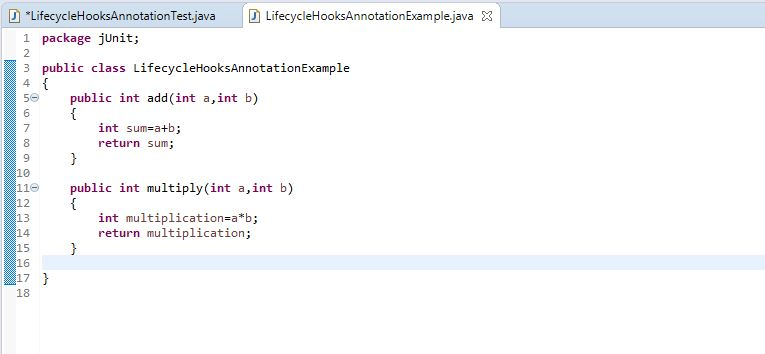 *LifecycleHooksAnnotationTest.java LifecycleHooksAnnotationExample.java
1 package jUnit;
2
3 public class LifecycleHooksAnnotationExample
4 {
5 public int add(int a,int b)
6 {
7 int sum=a+b;
8 return sum;
9 }
10
11 public int multiply(int a,int b)
12 {
13 int multiplication=a*b;
14 return multiplication;
15 }
16
17 }
18